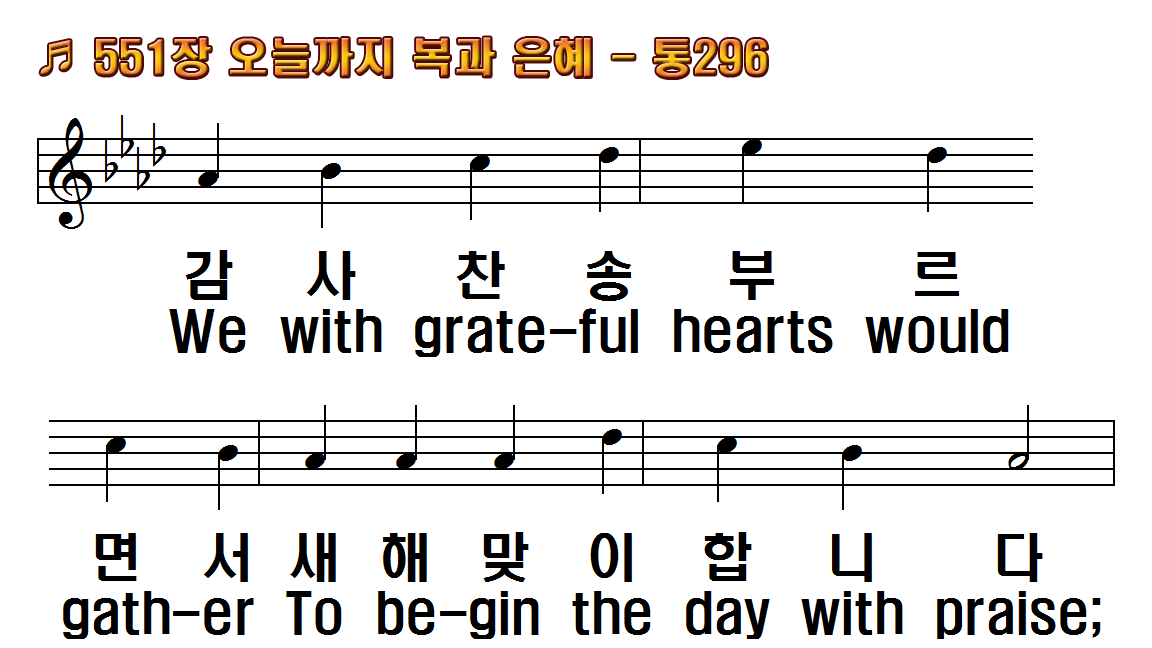 ♬ 551장 오늘까지 복과 은혜 - 통296
감 사 찬 송 부 르
We with grate-ful hearts would
면 서 새 해 맞 이 합 니 다
gath-er To be-gin the day with praise;